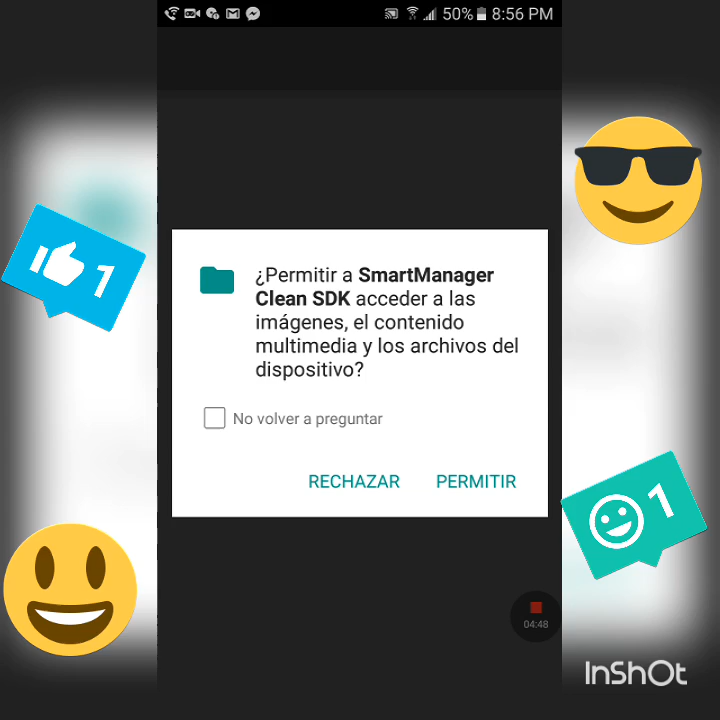 50% 8:56 PM
¿Permitir a SmartManager
Clean SDK acceder a las
imágenes, el contenido
multimedia y los archivos del
dispositivo?
No volver a preguntar
RECHAZAR PERMITIR
1
1
04:48
InShOt